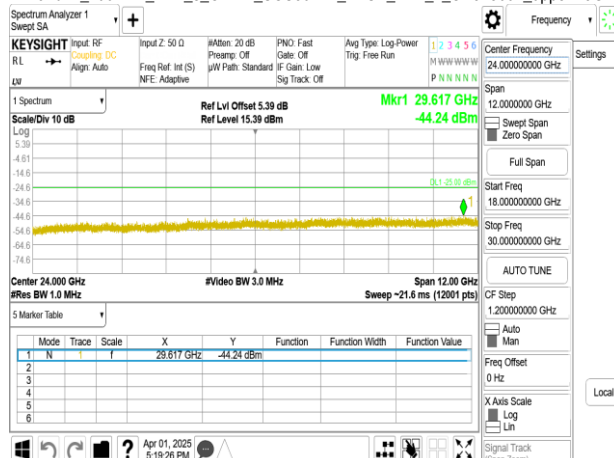 Spectrum Analyzer 1
Swept SA
+
Frequency
Settings
KEYSIGHT
RL
Input: RF
Coupling: DC
Align: Auto
Input Z: 50 Ω
Freq Ref: Int (S)
NFE: Adaptive
#Atten: 20 dB
Preamp: Off
µW Path: Standard
PNO: Fast
Gate: Off
IF Gain: Low
Sig Track: Off
Avg Type: Log-Power
Trig: Free Run
1 2 3 4 5 6
M W W W W W
P N N N N N
1 Spectrum
Scale/Div 10 dB
Log
Ref Lvl Offset 5.39 dB
Ref Level 15.39 dBm
Mkr1 29.617 GHz
-44.24 dBm
5.39
-4.61
-14.6
-24.6
-34.6
-44.6
-54.6
-64.6
-74.6
DL1 -25.00 dBm
1
Center 24.000 GHz
#Res BW 1.0 MHz
#Video BW 3.0 MHz
Span 12.00 GHz
Sweep ~21.6 ms (12001 pts)
5 Marker Table
Mode Trace Scale X Y Function Function Width Function Value
1 N 1 f 29.617 GHz -44.24 dBm
2
3
4
5
6
Apr 01, 2025
5:19:26 PM
Center Frequency
24.000000000 GHz
Span
12.0000000 GHz
Swept Span
Zero Span
Full Span
Start Freq
18.000000000 GHz
Stop Freq
30.000000000 GHz
AUTO TUNE
CF Step
1.200000000 GHz
Auto
Man
Freq Offset
0 Hz
X Axis Scale
Log
Lin
Signal Track
Local